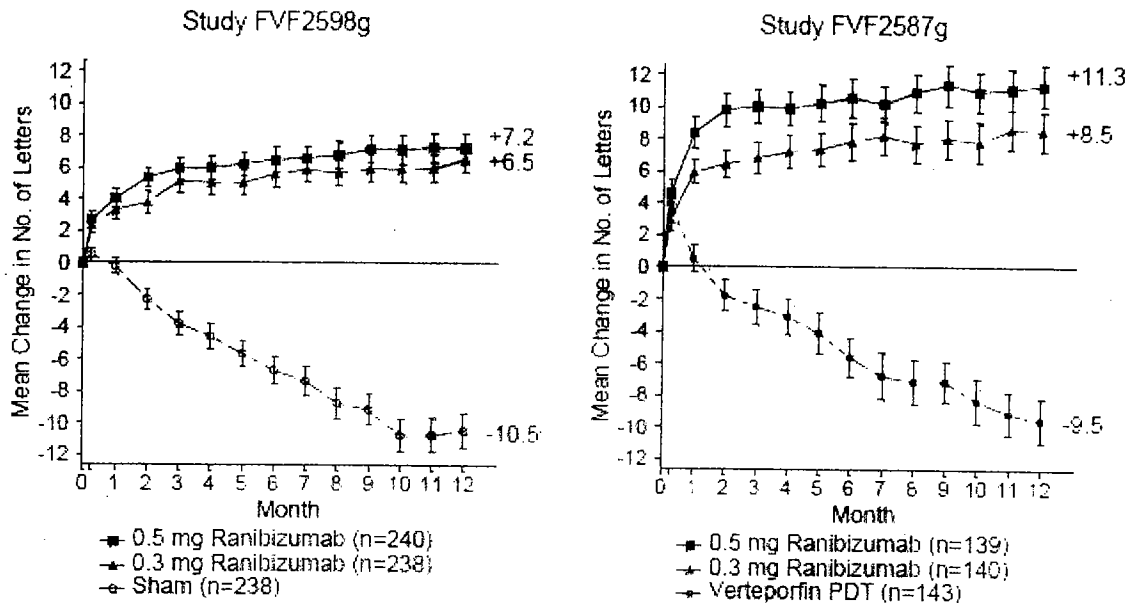 Study FVF2598g
Mean Change in No. of Letters
12
10
8
6
4
2
0
-2
-4
-6
-8
-10
-12
+7.2
+6.5
-10.5
0 1 2 3 4 5 6 7 8 9 10 11 12
Month
0.5 mg Ranibizumab (n=240)
0.3 mg Ranibizumab (n=238)
Sham (n=238)
Study FVF2587g
Mean Change in No. of Letters
12
10
8
6
4
2
0
-2
-4
-6
-8
-10
-12
+11.3
+8.5
-9.5
0 1 2 3 4 5 6 7 8 9 10 11 12
Month
0.5 mg Ranibizumab (n=139)
0.3 mg Ranibizumab (n=140)
Verteporfin PDT (n=143)